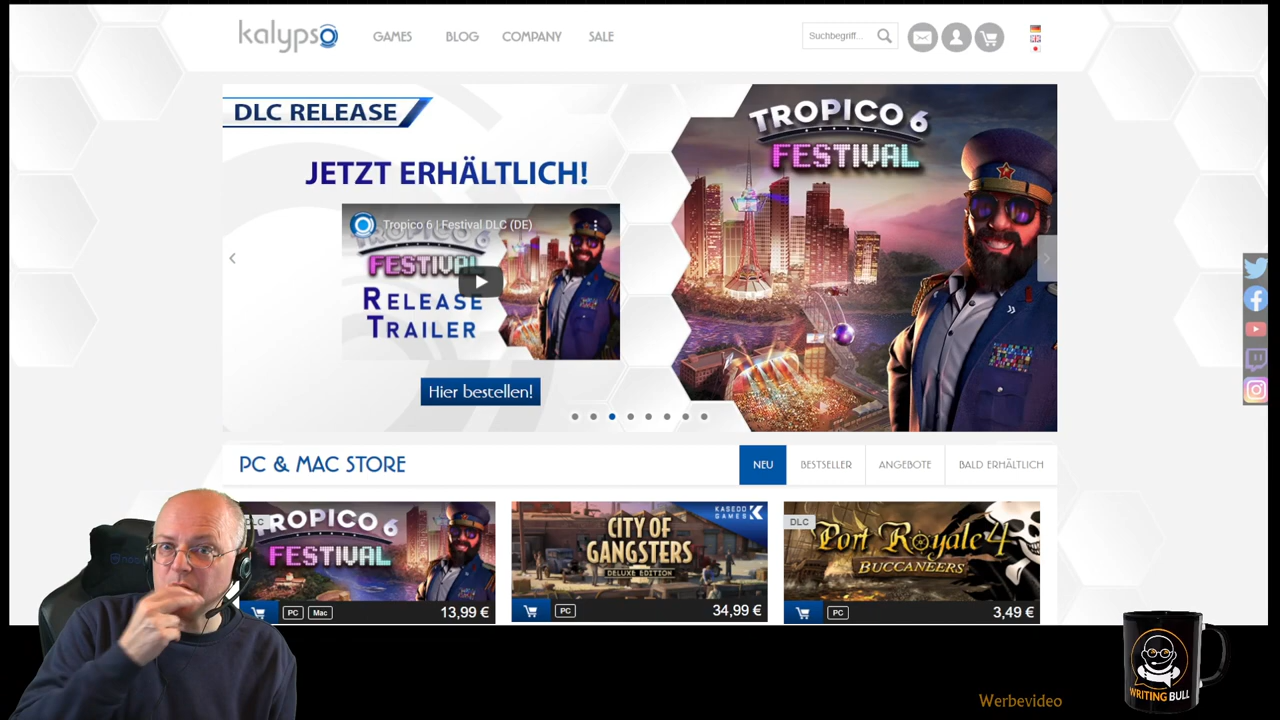 kalypso
GAMES
BLOG
COMPANY
SALE
Suchbegriff...
DLC RELEASE
JETZT ERHÄLTLICH!
Tropico 6 | Festival DLC (DE)
TROPICO 6
FESTIVAL
RELEASE
TRAILER
Hier bestellen!
TROPICO 6
FESTIVAL
PC & MAC STORE
NEU
BESTSELLER
ANGEBOTE
BALD ERHÄLTLICH
DLC
TROPICO 6
FESTIVAL
PC
Mac
13,99 €
KASEDO
GAMES
CITY OF
GANGSTERS
DELUXE EDITION
PC
34,99 €
DLC
Port Royale 4
BUCCANEERS
PC
3,49 €
WRITING BULL
Werbevideo